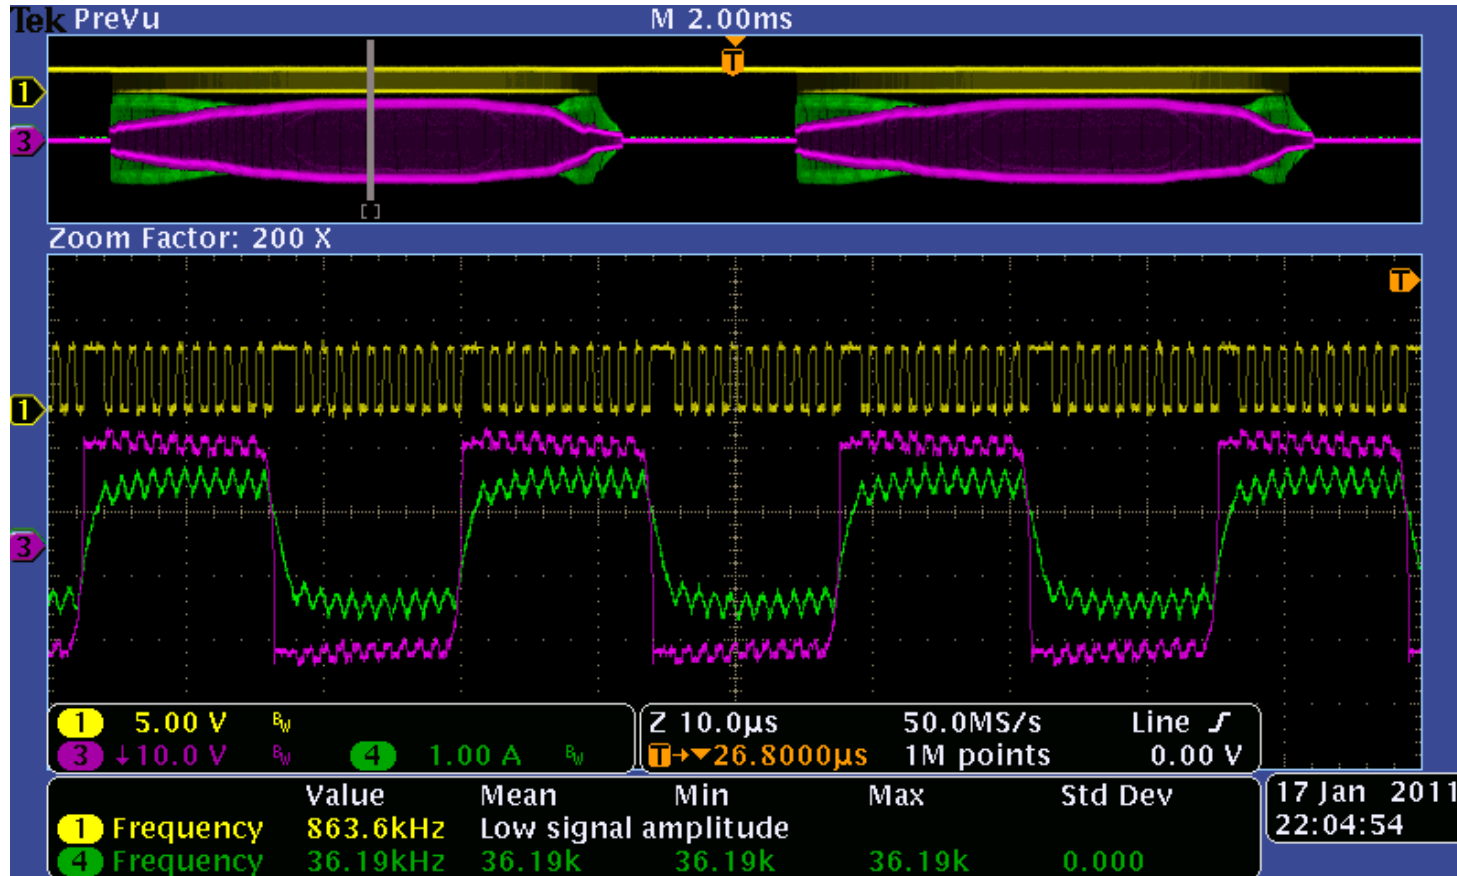 Tek PreVu M 2.00ms
T
1
3
Zoom Factor: 200 X
T
1
3
1 5.00 V BW Z 10.0µs 50.0MS/s Line
3 ↓10.0 V BW 4 1.00 A BW T→▼26.8000µs 1M points 0.00 V
Value Mean Min Max Std Dev 17 Jan 2011
1 Frequency 863.6kHz Low signal amplitude 22:04:54
4 Frequency 36.19kHz 36.19k 36.19k 36.19k 0.000